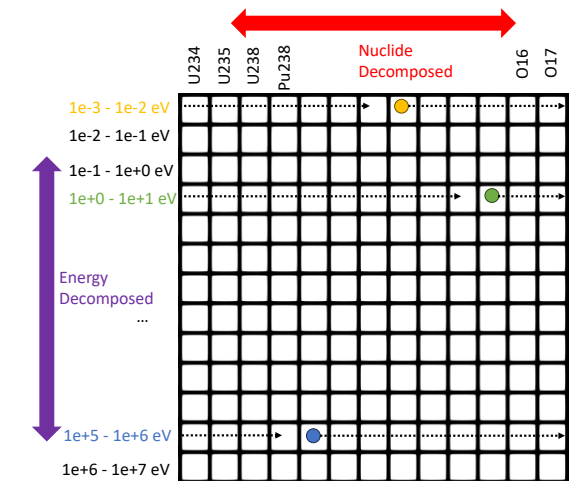 Nuclide
Decomposed
U234
U235
U238
Pu238
O16
O17
1e-3 - 1e-2 eV
1e-2 - 1e-1 eV
1e-1 - 1e+0 eV
1e+0 - 1e+1 eV
Energy
Decomposed
...
1e+5 - 1e+6 eV
1e+6 - 1e+7 eV